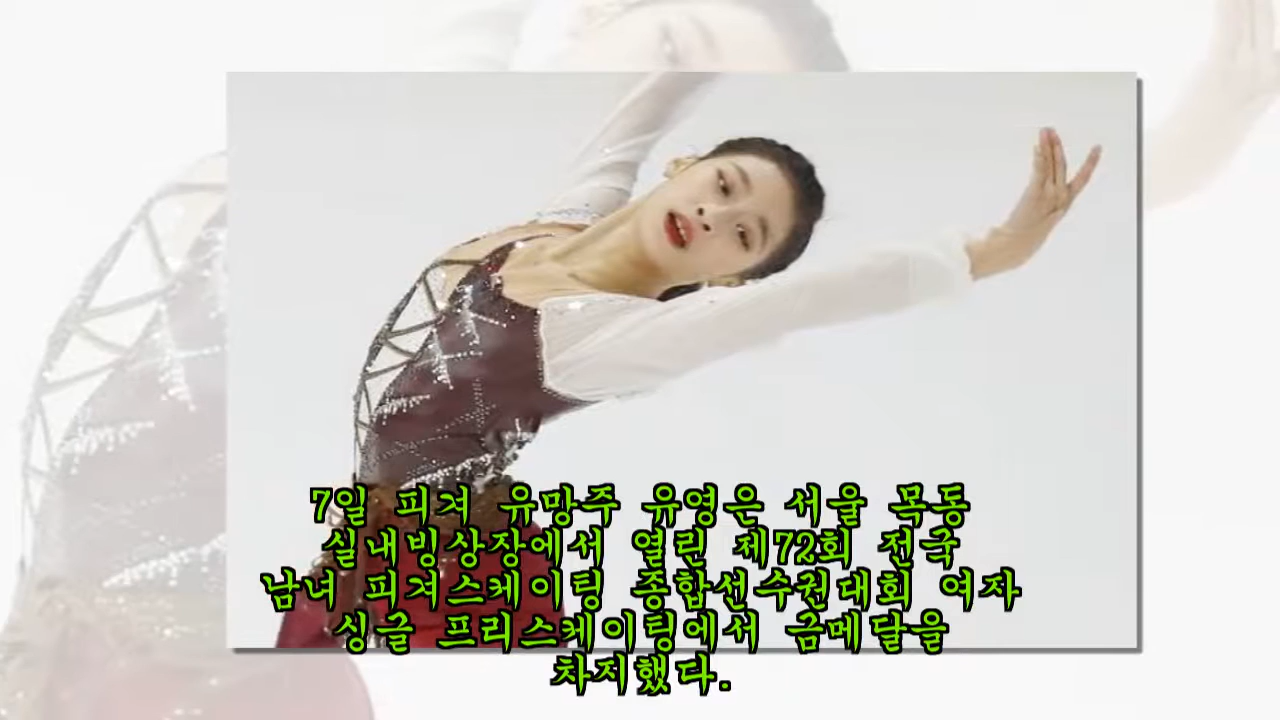 7일 피겨 유망주 유영은 서울 목동
실내빙상장에서 열린 제72회 전국
남녀 피겨스케이팅 종합선수권대회 여자
싱글 프리스케이팅에서 금메달을
차지했다.